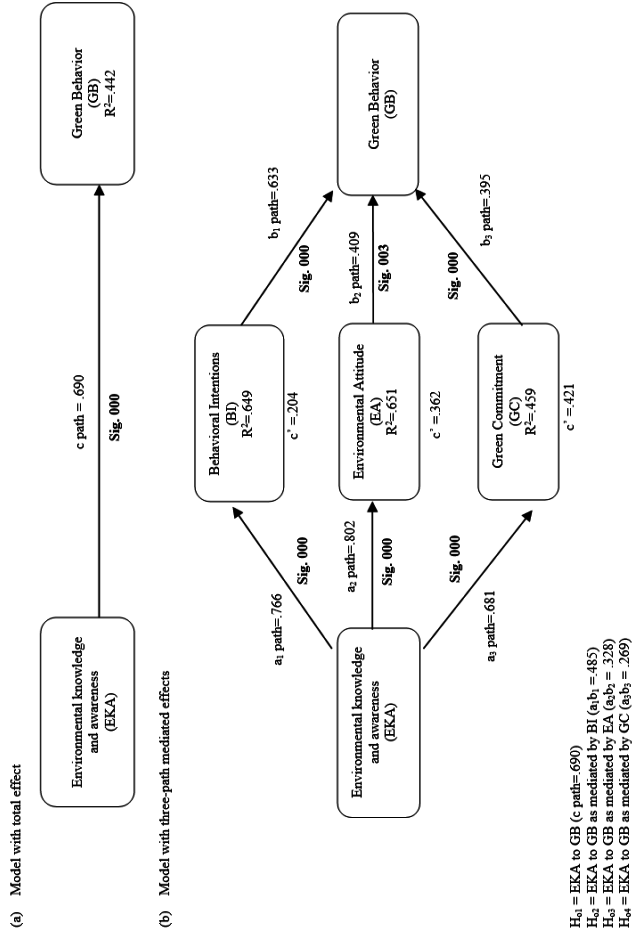 (a) Model with total effect
Environmental knowledge
and awareness
(EKA)
c path = .690
Sig. 000
Green Behavior
(GB)
R²=.442
(b) Model with three-path mediated effects
Environmental knowledge
and awareness
(EKA)
a₁ path=.766
Sig. 000
a₂ path=.802
Sig. 000
a₃ path=.681
Sig. 000
Behavioral Intentions
(BI)
R²=.649
c’ =.204
Environmental Attitude
(EA)
R²=.651
c’ =.362
Green Commitment
(GC)
R²=.459
c’ =.421
b₁ path=.633
Sig. 000
b₂ path=.409
Sig. 003
b₃ path=.395
Sig. 000
Green Behavior
(GB)
Hₒ₁ = EKA to GB (c path=.690)
Hₒ₂ = EKA to GB as mediated by BI (a₁b₁ =.485)
Hₒ₃ = EKA to GB as mediated by EA (a₂b₂ = .328)
Hₒ₄ = EKA to GB as mediated by GC (a₃b₃ = .269)